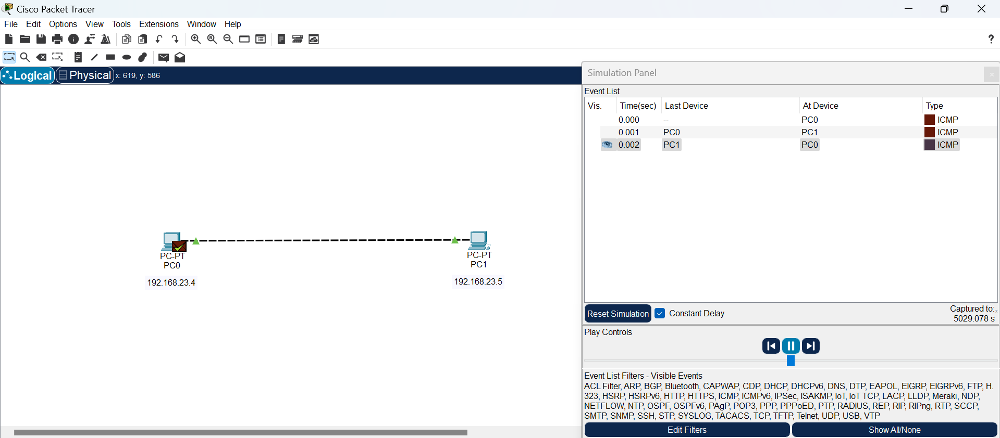 Cisco Packet Tracer
File Edit Options View Tools Extensions Window Help
?
Logical Physical x: 619, y: 586
Simulation Panel
Event List
Vis. Time(sec) Last Device At Device Type
0.000 -- PC0 ICMP
0.001 PC0 PC1 ICMP
0.002 PC1 PC0 ICMP
PC-PT
PC0
192.168.23.4
PC-PT
PC1
192.168.23.5
Reset Simulation Constant Delay
Captured to:*
5029.078 s
Play Controls
Event List Filters - Visible Events
ACL Filter, ARP, BGP, Bluetooth, CAPWAP, CDP, DHCP, DHCPv6, DNS, DTP, EAPOL, EIGRP, EIGRPv6, FTP, H.
323, HSRP, HSRPv6, HTTP, HTTPS, ICMP, ICMPv6, IPSec, ISAKMP, IoT, IoT TCP, LACP, LLDP, Meraki, NDP,
NETFLOW, NTP, OSPF, OSPFv6, PAgP, POP3, PPP, PPPoED, PTP, RADIUS, REP, RIP, RIPng, RTP, SCCP,
SMTP, SNMP, SSH, STP, SYSLOG, TACACS, TCP, TFTP, Telnet, UDP, USB, VTP
Edit Filters Show All/None